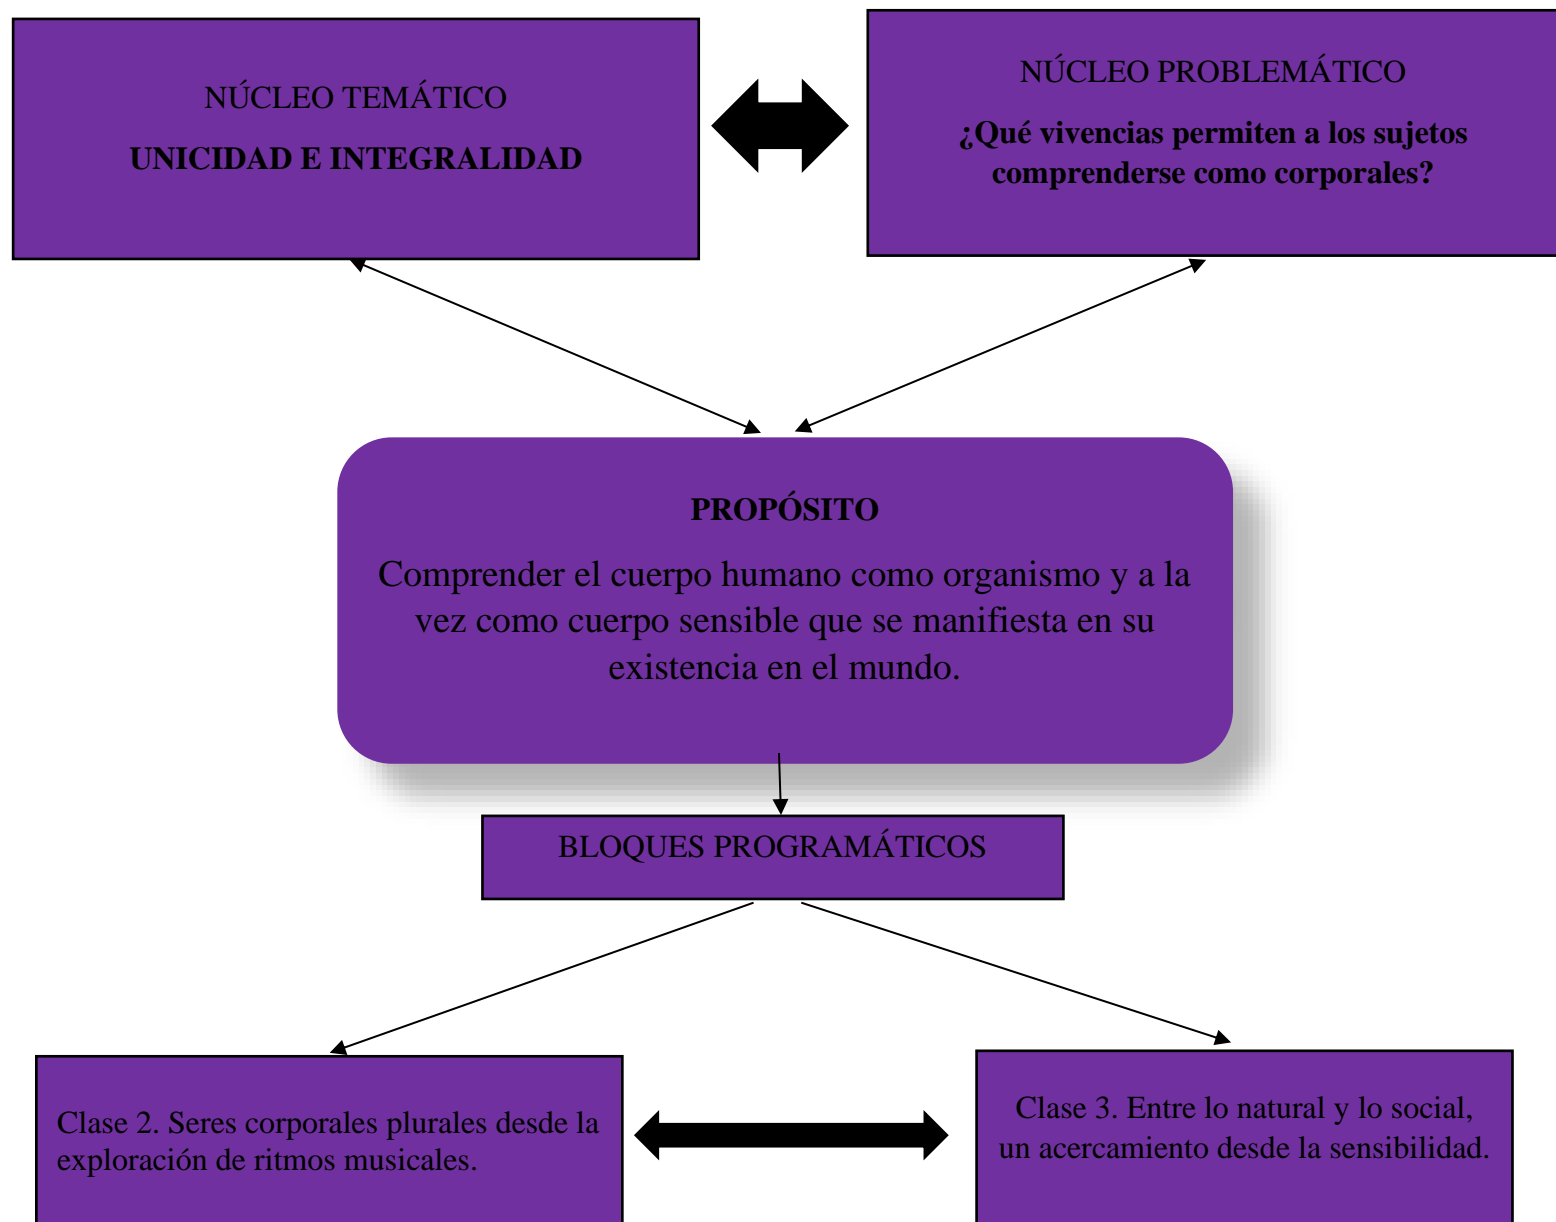 NÚCLEO TEMÁTICO
UNICIDAD E INTEGRALIDAD
NÚCLEO PROBLEMÁTICO
¿Qué vivencias permiten a los sujetos
comprenderse como corporales?
PROPÓSITO
Comprender el cuerpo humano como organismo y a la
vez como cuerpo sensible que se manifiesta en su
existencia en el mundo.
BLOQUES PROGRAMÁTICOS
Clase 2. Seres corporales plurales desde la
exploración de ritmos musicales.
Clase 3. Entre lo natural y lo social,
un acercamiento desde la sensibilidad.